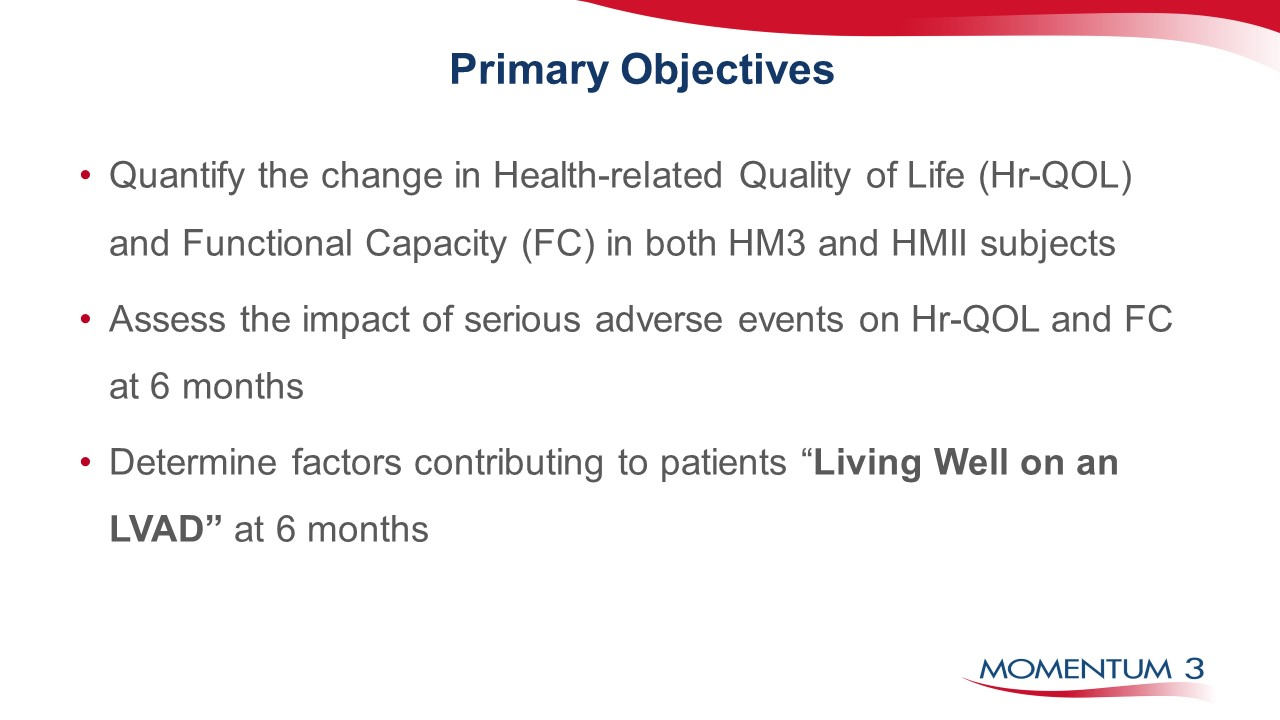 Primary Objectives
• Quantify the change in Health-related Quality of Life (Hr-QOL)
and Functional Capacity (FC) in both HM3 and HMII subjects
• Assess the impact of serious adverse events on Hr-QOL and FC
at 6 months
• Determine factors contributing to patients “Living Well on an
LVAD” at 6 months
MOMENTUM 3